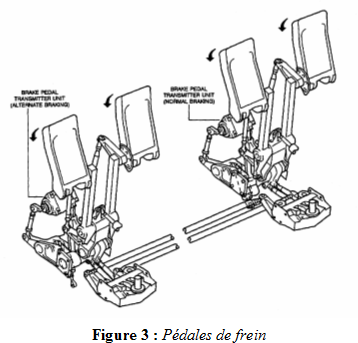 BRAKE PEDAL
TRANSMITTER UNIT
(ALTERNATE BRAKING)
BRAKE PEDAL
TRANSMITTER UNIT
(NORMAL BRAKING)
Figure 3 : Pédales de frein